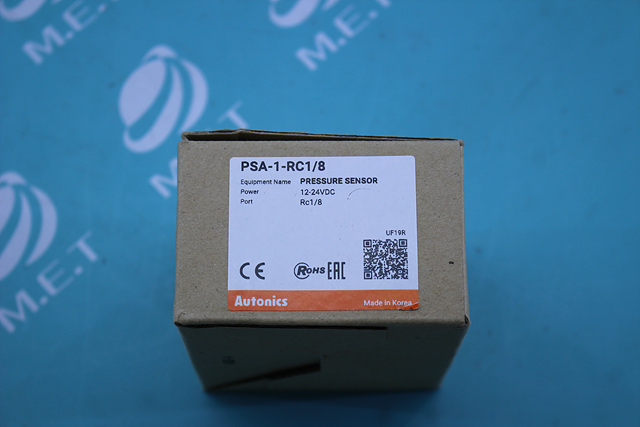 M.E.T
M.E.T
M.E.T
M.E.T
PSA-1-RC1/8
Equipment Name PRESSURE SENSOR
Power 12-24VDC
Port Rc1/8
UF19R
CE RoHS EAC
Autonics Made in Korea